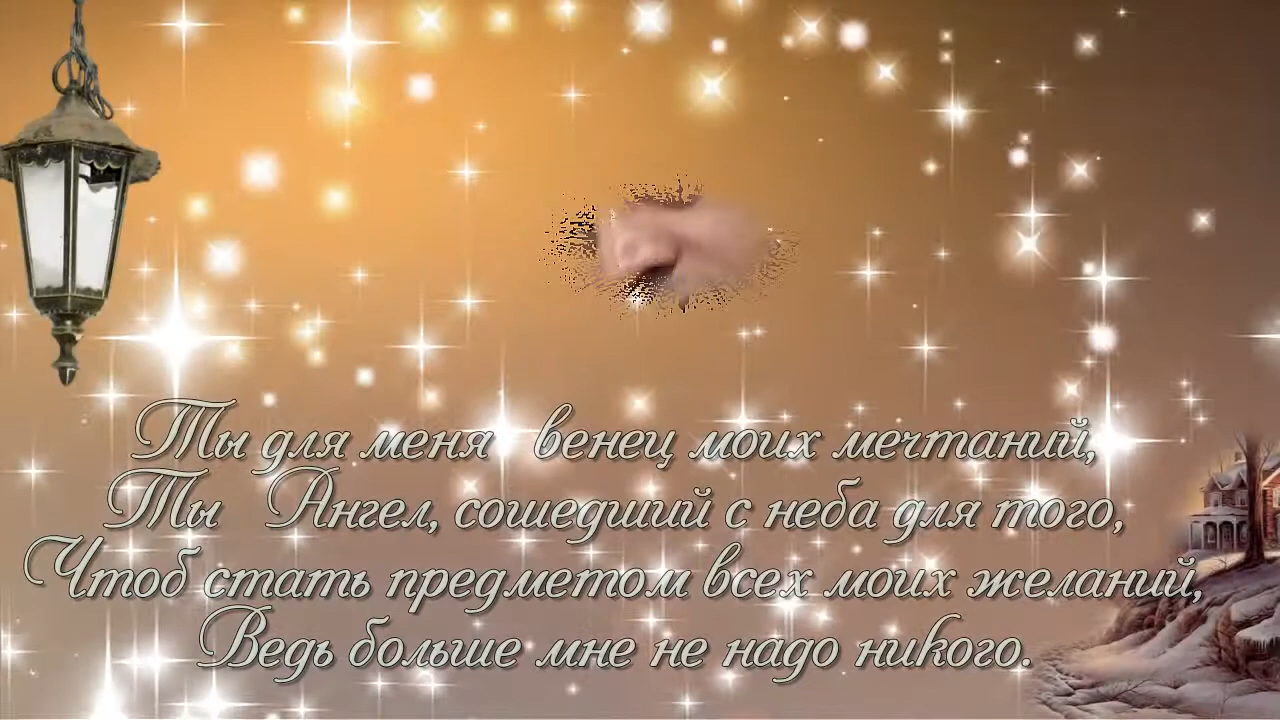 Ты для меня венец моих мечтаний,
Ты Ангел, сошедший с неба для того,
Чтоб стать предметом всех моих желаний,
Ведь больше мне не надо никого.